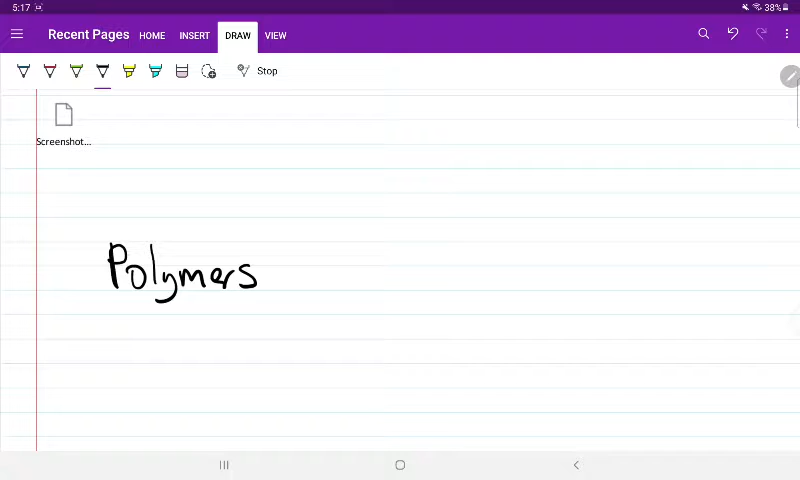 5:17 38%
Recent Pages HOME INSERT DRAW VIEW
Stop
Screenshot...
Polymers